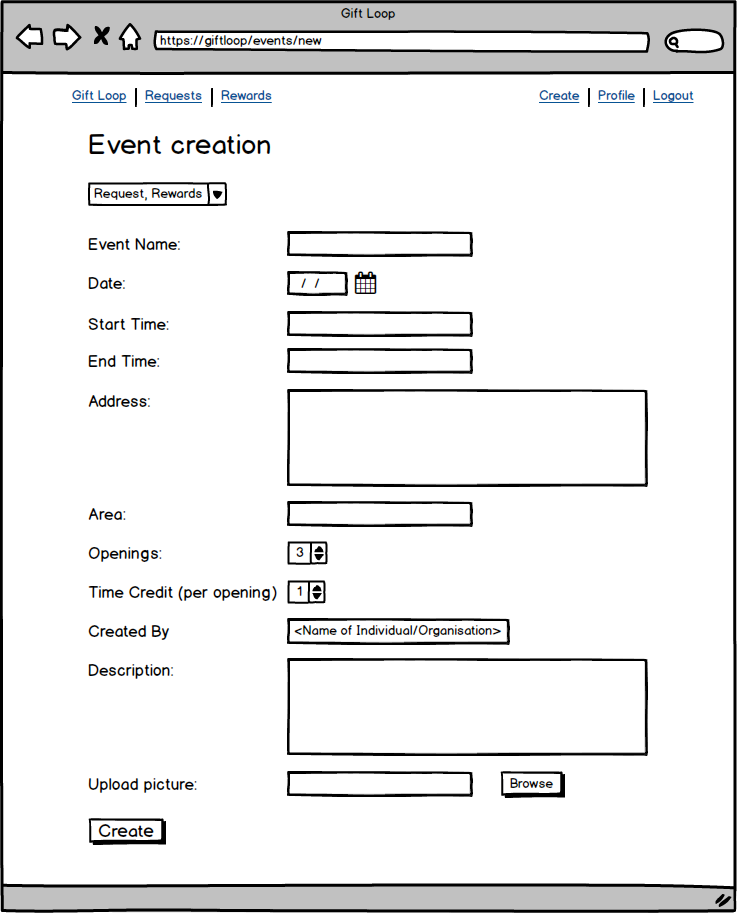 Gift Loop
https://giftloop/events/new
Gift Loop Requests Rewards Create Profile Logout
Event creation
Request, Rewards
Event Name:
Date: / /
Start Time:
End Time:
Address:
Area:
Openings: 3
Time Credit (per opening) 1
Created By <Name of Individual/Organisation>
Description:
Upload picture: Browse
Create